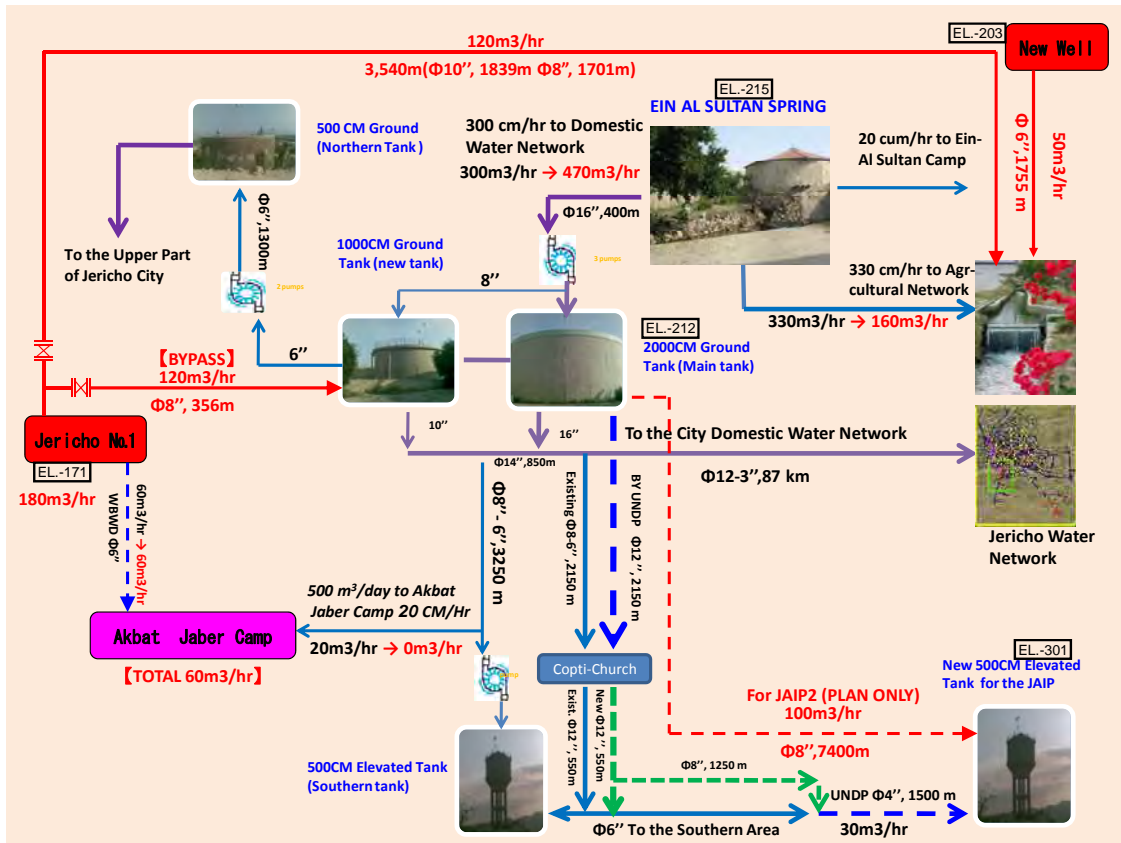 120m3/hr
3,540m(Φ10’’, 1839m Φ8’’, 1701m)
EL.-203
New Well
Φ 6’’,1755 m
50m3/hr
EL.-215
EIN AL SULTAN SPRING
500 CM Ground
(Northern Tank )
300 cm/hr to Domestic
Water Network
300m3/hr → 470m3/hr
Φ16’’,400m
20 cum/hr to Ein-
Al Sultan Camp
Φ6’’,1300m
To the Upper Part
of Jericho City
1000CM Ground
Tank (new tank)
3 pumps
2 pumps
8’’
330 cm/hr to Agr-
cultural Network
330m3/hr → 160m3/hr
EL.-212
2000CM Ground
Tank (Main tank)
6’’
【BYPASS】
120m3/hr
Φ8’’, 356m
Jericho №1
EL.-171
180m3/hr
10’’
16’’
To the City Domestic Water Network
Φ14’’,850m
Φ12-3’’,87 km
Jericho Water
Network
60m3/hr → 60m3/hr
WBWD Φ6’’
Φ8’’- 6’’,3250 m
Existing Φ8-6’’ ,2150 m
BY UNDP Φ12 ’’, 2150 m
500 m³/day to Akbat
Jaber Camp 20 CM/Hr
20m3/hr → 0m3/hr
Akbat Jaber Camp
【TOTAL 60m3/hr】
Copti-Church
EL.-301
New 500CM Elevated
Tank for the JAIP
For JAIP2 (PLAN ONLY)
100m3/hr
Φ8’’,7400m
Exist. Φ12 ’’, 550m
New Φ12 ’’, 550m
500CM Elevated Tank
(Southern tank)
Φ8’’, 1250 m
UNDP Φ4’’, 1500 m
30m3/hr
Φ6’’ To the Southern Area